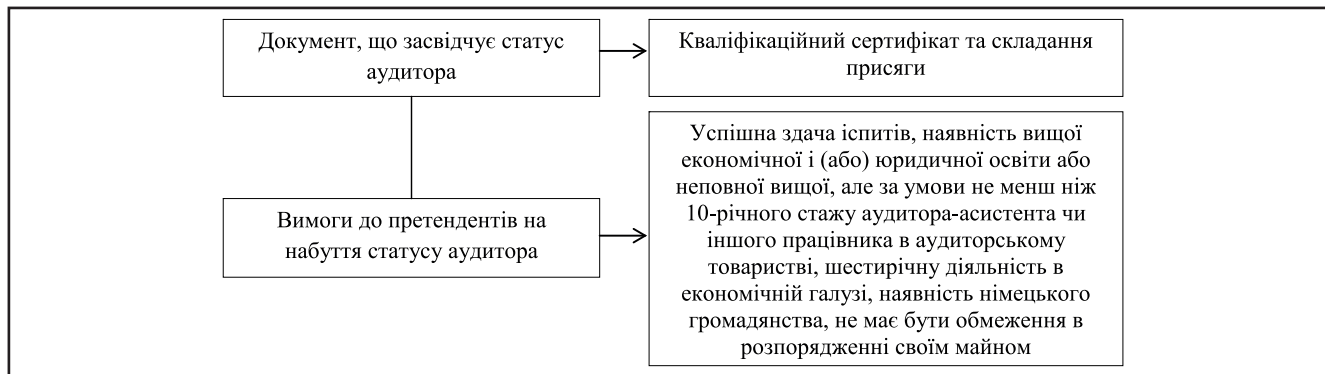 Документ, що засвідчує статус
аудитора
Кваліфікаційний сертифікат та складання
присяги
Вимоги до претендентів на
набуття статусу аудитора
Успішна здача іспитів, наявність вищої
економічної і (або) юридичної освіти або
неповної вищої, але за умови не менш ніж
10-річного стажу аудитора-асистента чи
іншого працівника в аудиторському
товаристві, шестирічну діяльність в
економічній галузі, наявність німецького
громадянства, не має бути обмеження в
розпорядженні своїм майном